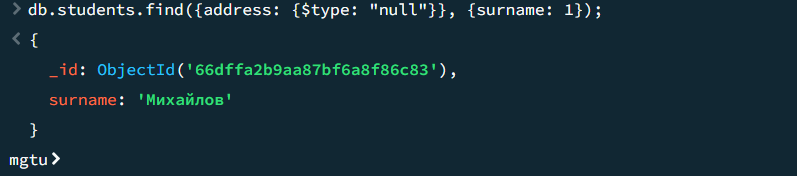 > db.students.find({address: {$type: "null"}}, {surname: 1});
< {
_id: ObjectId('66dffa2b9aa87bf6a8f86c83'),
surname: 'Михайлов'
}
mgtu>